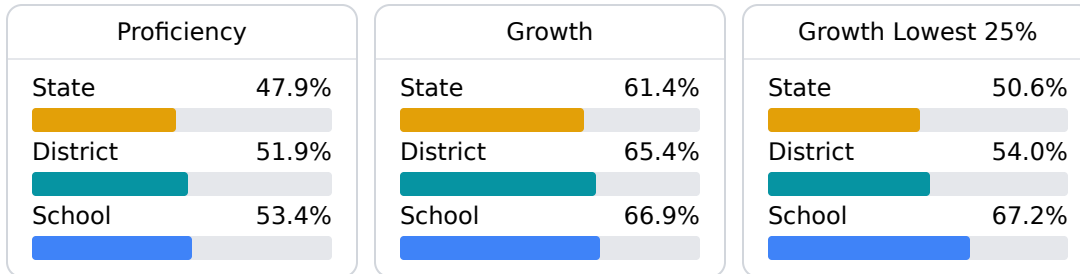 Proficiency
State 47.9%
District 51.9%
School 53.4%
Growth
State 61.4%
District 65.4%
School 66.9%
Growth Lowest 25%
State 50.6%
District 54.0%
School 67.2%